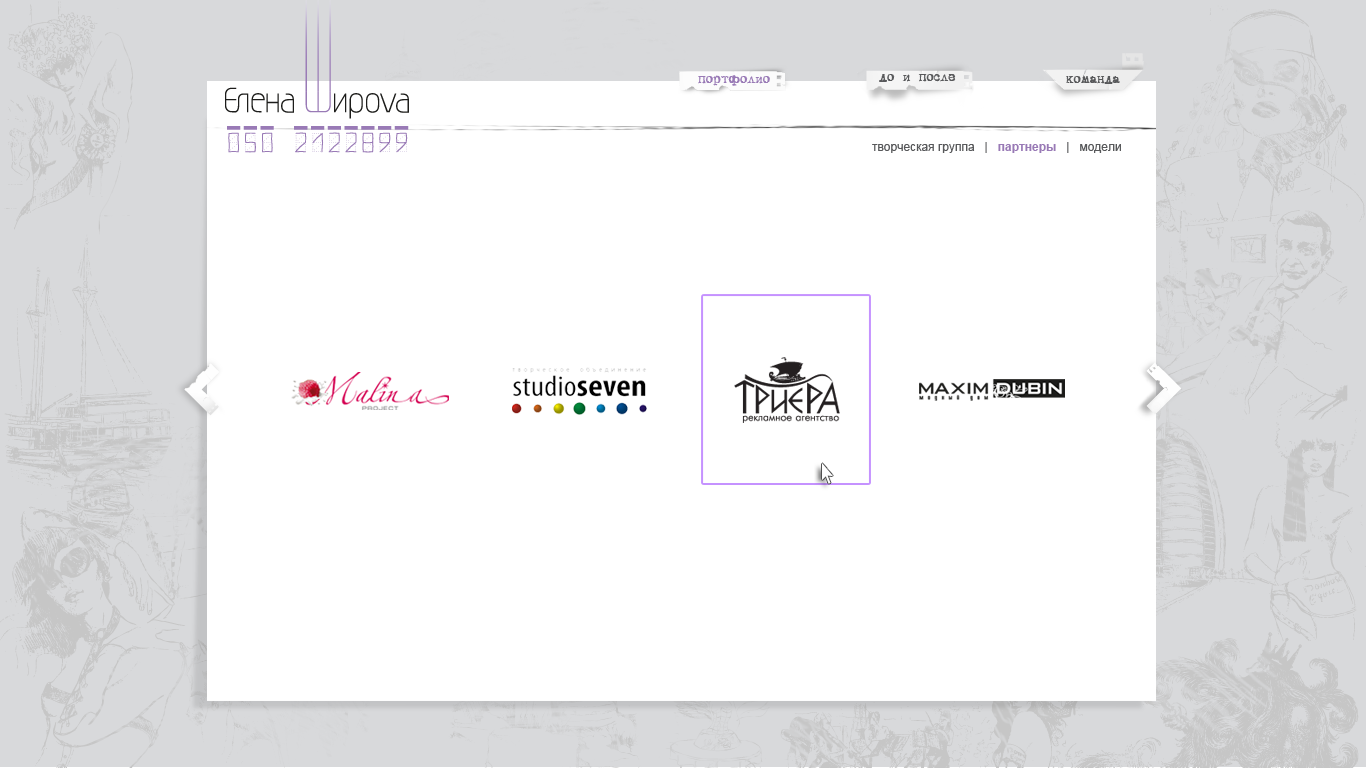 Елена Широva
050 2122899
портфолио
до и после
команда
творческая группа | партнеры | модели
Malina
PROJECT
творческое объединение
studioseven
ТРИЕРА
рекламное агентство
MAXIM DUBIN
модный дом